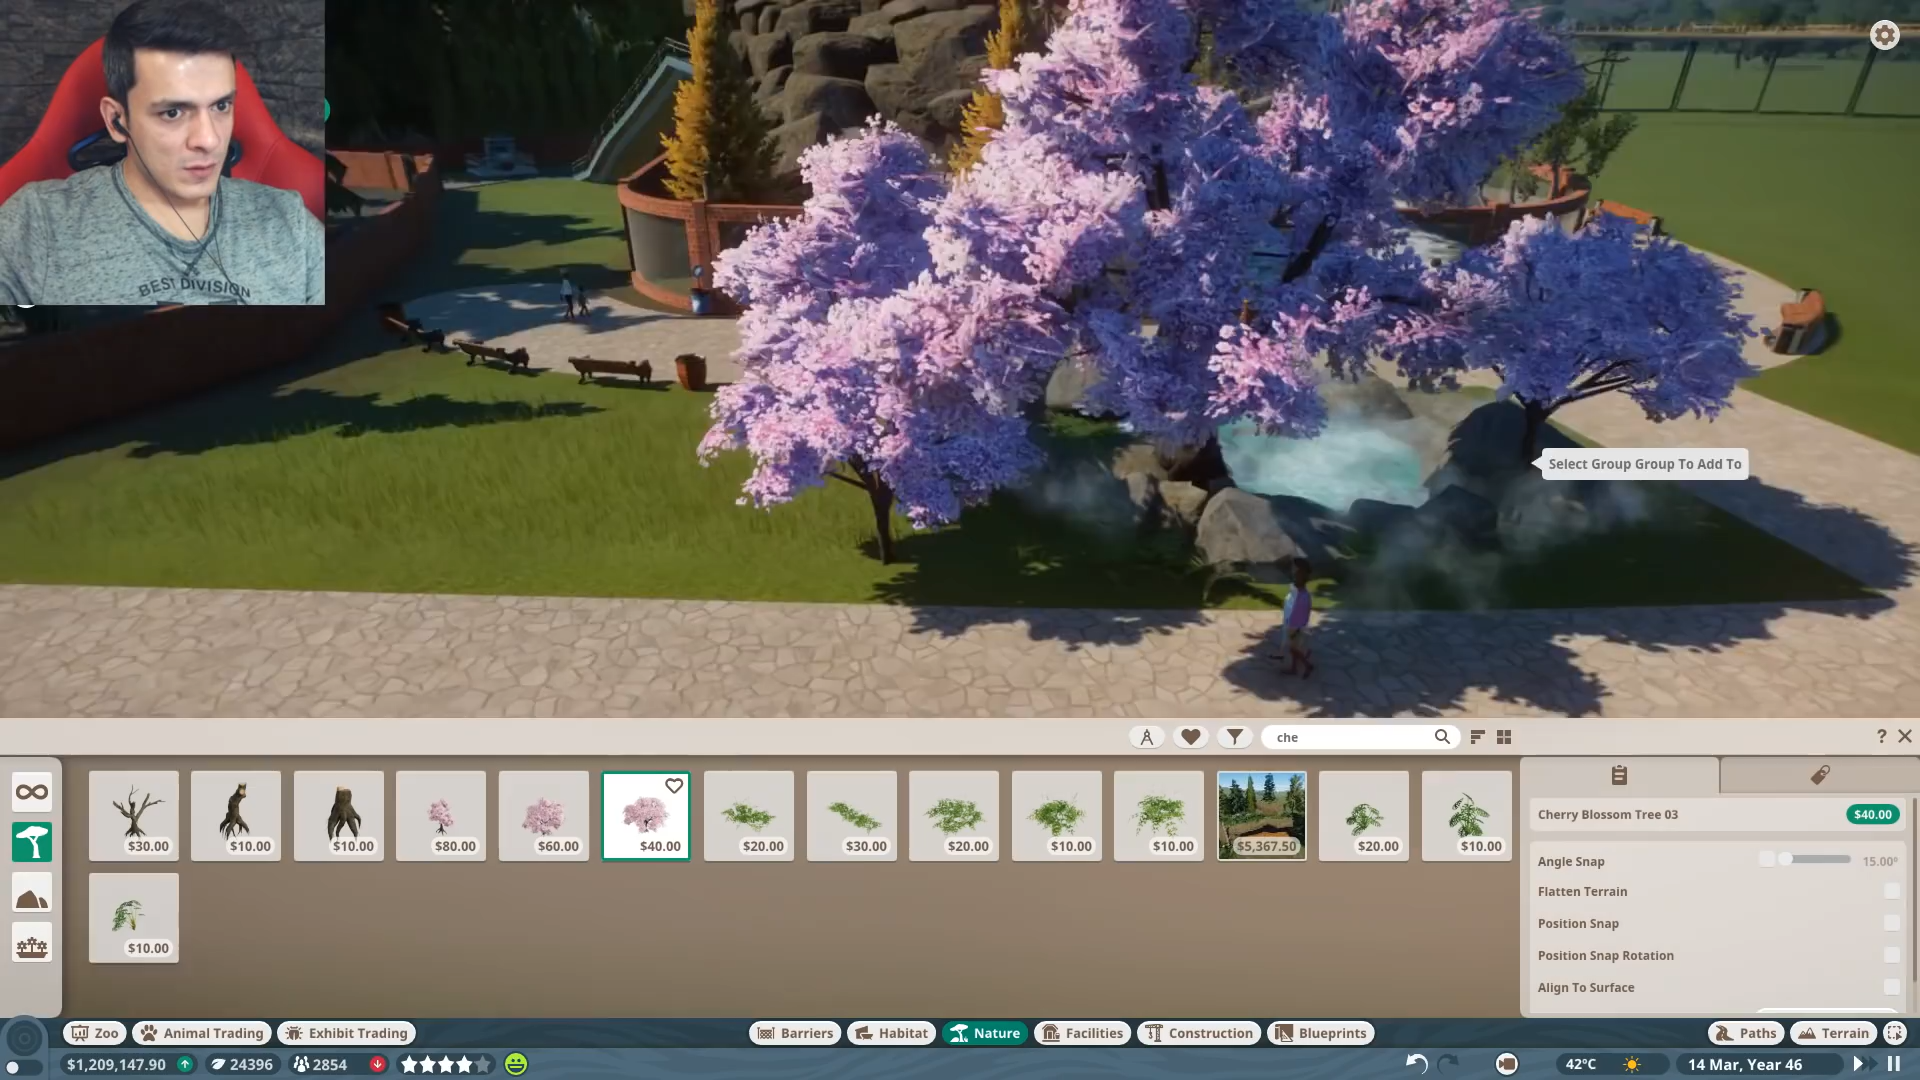 BEST DIVISION
Select Group Group To Add To
che
?
$30.00
$10.00
$10.00
$80.00
$60.00
$40.00
$20.00
$30.00
$20.00
$10.00
$10.00
$5,367.50
$20.00
$10.00
$10.00
Cherry Blossom Tree 03
$40.00
Angle Snap
15.00°
Flatten Terrain
Position Snap
Position Snap Rotation
Align To Surface
Zoo
Animal Trading
Exhibit Trading
Barriers
Habitat
Nature
Facilities
Construction
Blueprints
Paths
Terrain
$1,209,147.90
24396
2854
42°C
14 Mar, Year 46